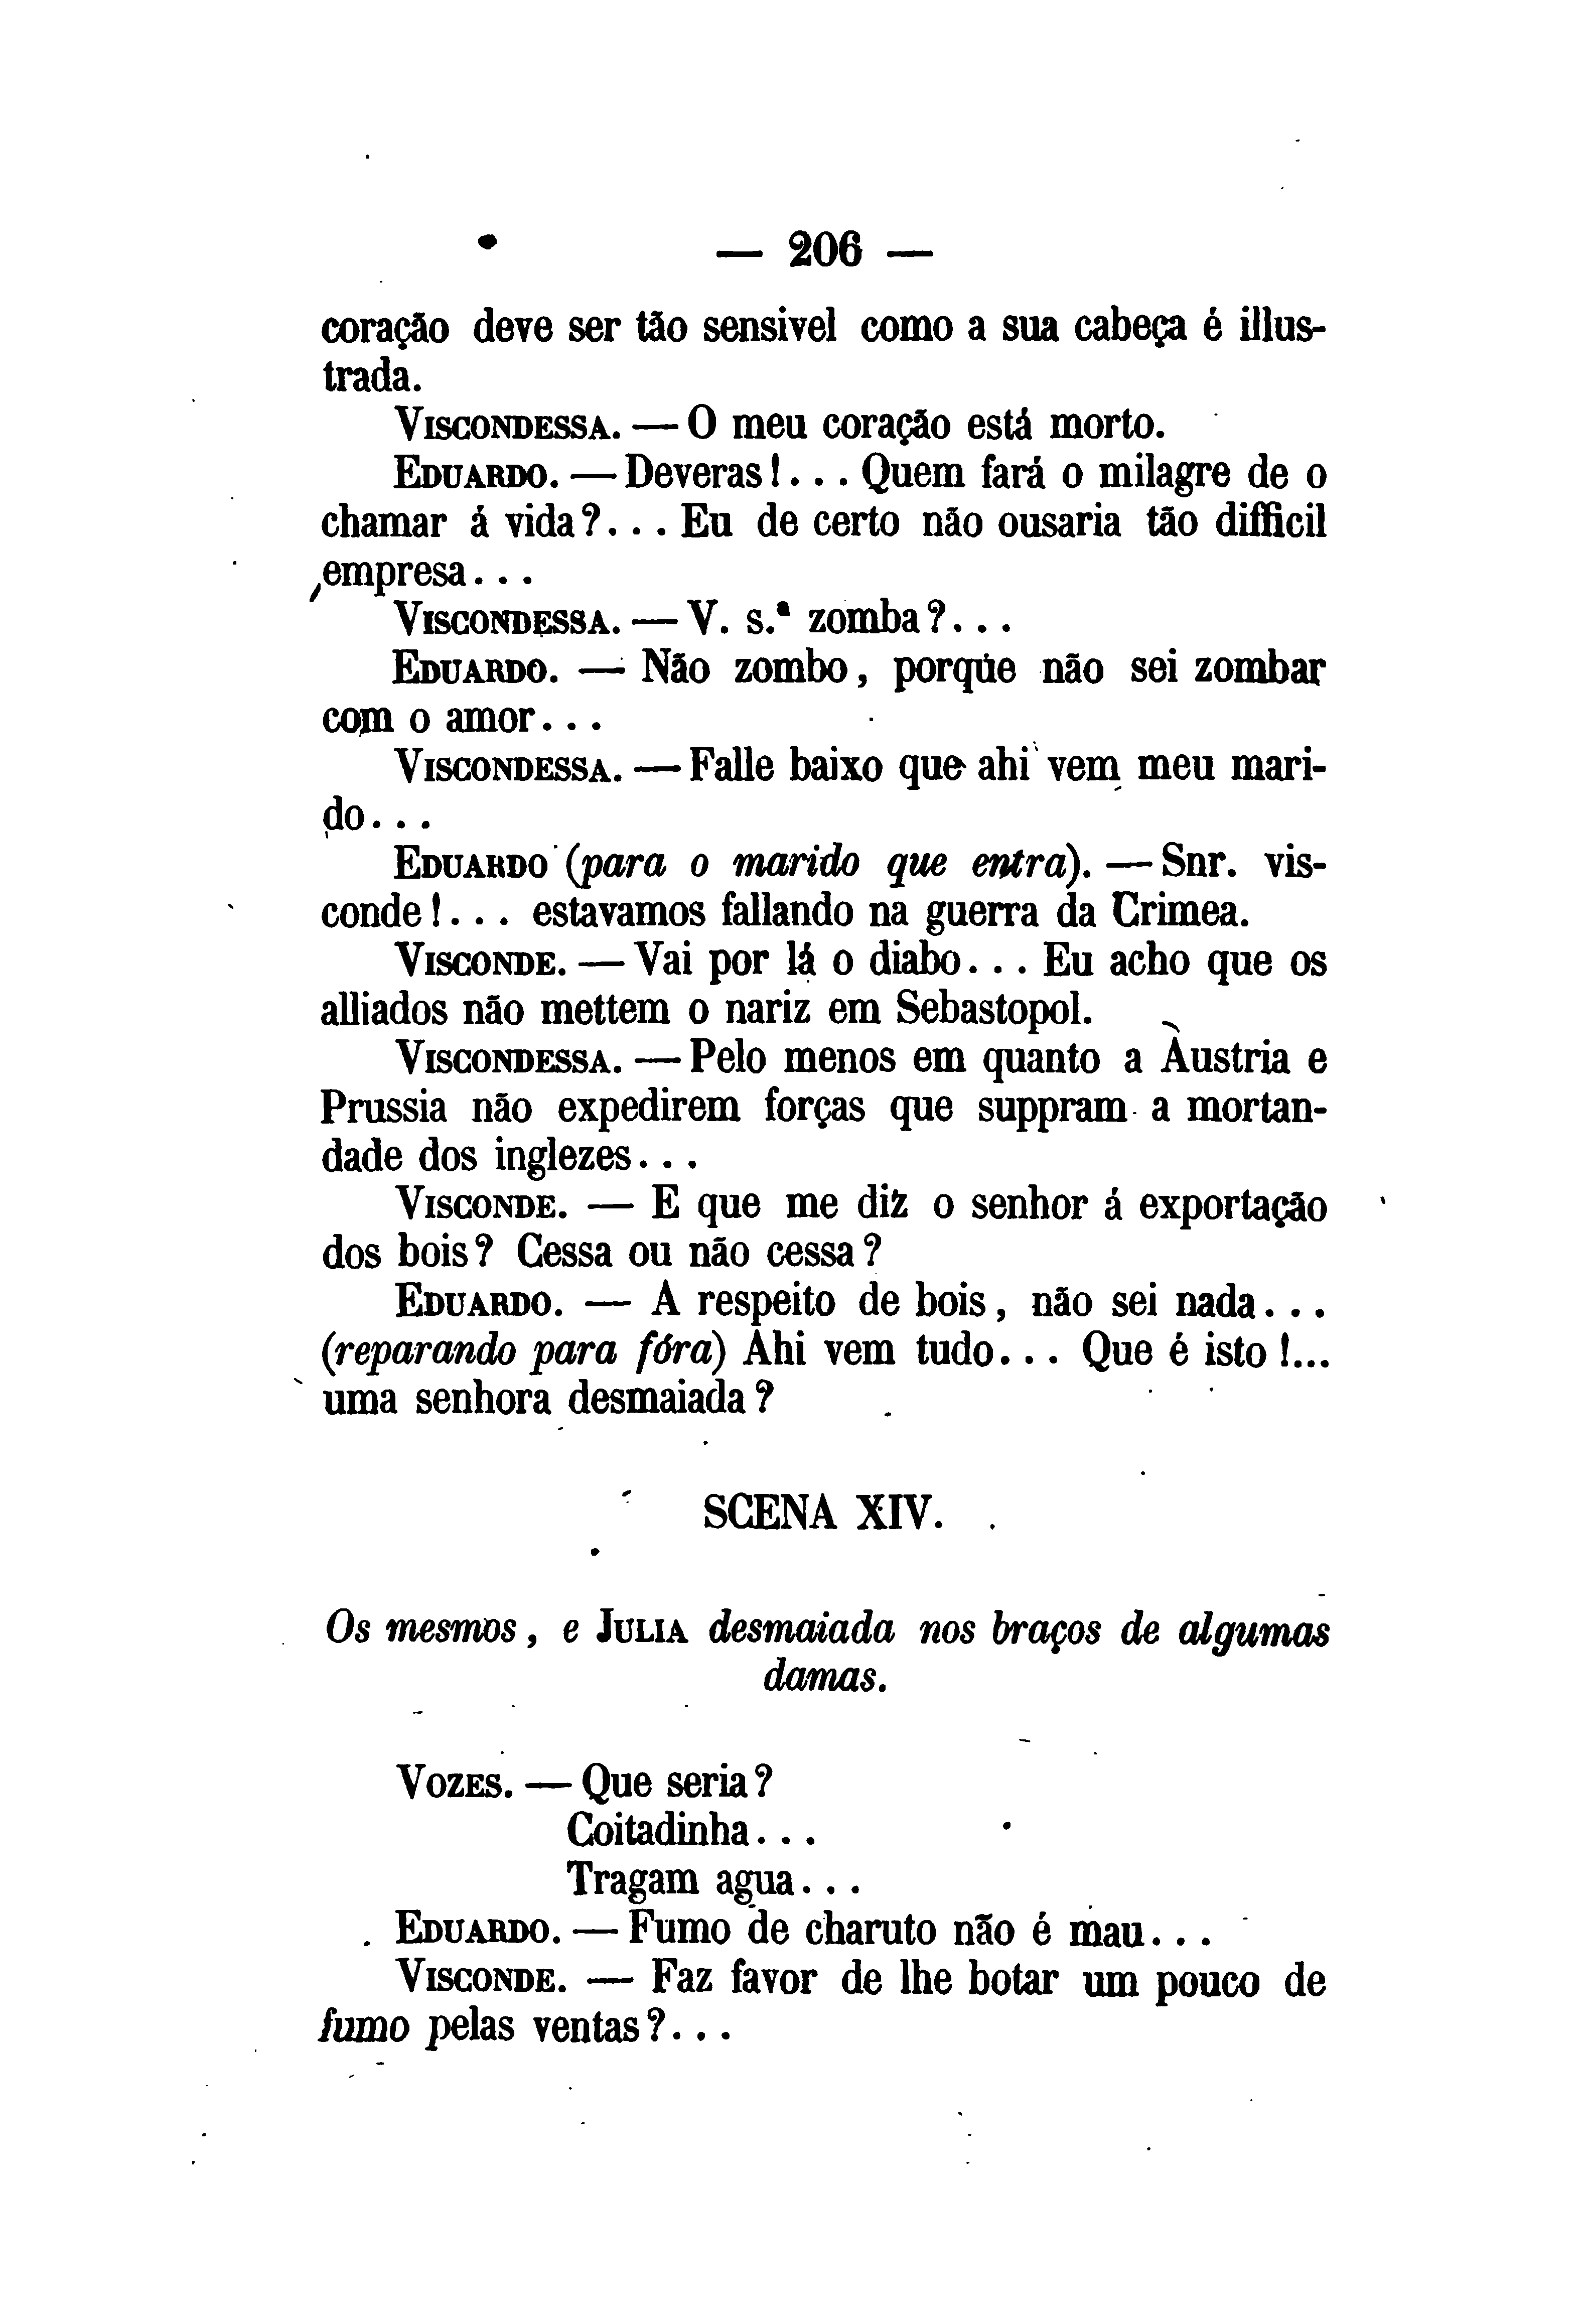 — 206 —
coração deve ser tão sensivel como a sua cabeça é illus-
trada.
VISCONDESSA. — O meu coração está morto.
EDUARDO. — Deveras!... Quem fará o milagre de o
chamar á vida?... Eu de certo não ousaria tão difficil
empresa...
VISCONDESSA. — V. s.ª zomba?...
EDUARDO. — Não zombo, porque não sei zombar
com o amor...
VISCONDESSA. — Falle baixo que ahi vem meu mari-
do...
EDUARDO (para o marido que entra). — Snr. vis-
conde!... estavamos fallando na guerra da Crimea.
VISCONDE. — Vai por lá o diabo... Eu acho que os
alliados não mettem o nariz em Sebastopol.
VISCONDESSA. — Pelo menos em quanto a Austria e
Prussia não expedirem forças que suppram a mortan-
dade dos inglezes...
VISCONDE. — E que me diz o senhor á exportação
dos bois? Cessa ou não cessa?
EDUARDO. — A respeito de bois, não sei nada...
(reparando para fóra) Ahi vem tudo... Que é isto!...
uma senhora desmaiada?
SCENA XIV.
Os mesmos, e JULIA desmaiada nos braços de algumas
damas.
VOZES. — Que seria?
Coitadinha...
Tragam agua...
EDUARDO. — Fumo de charuto não é mau...
VISCONDE. — Faz favor de lhe botar um pouco de
fumo pelas ventas?...